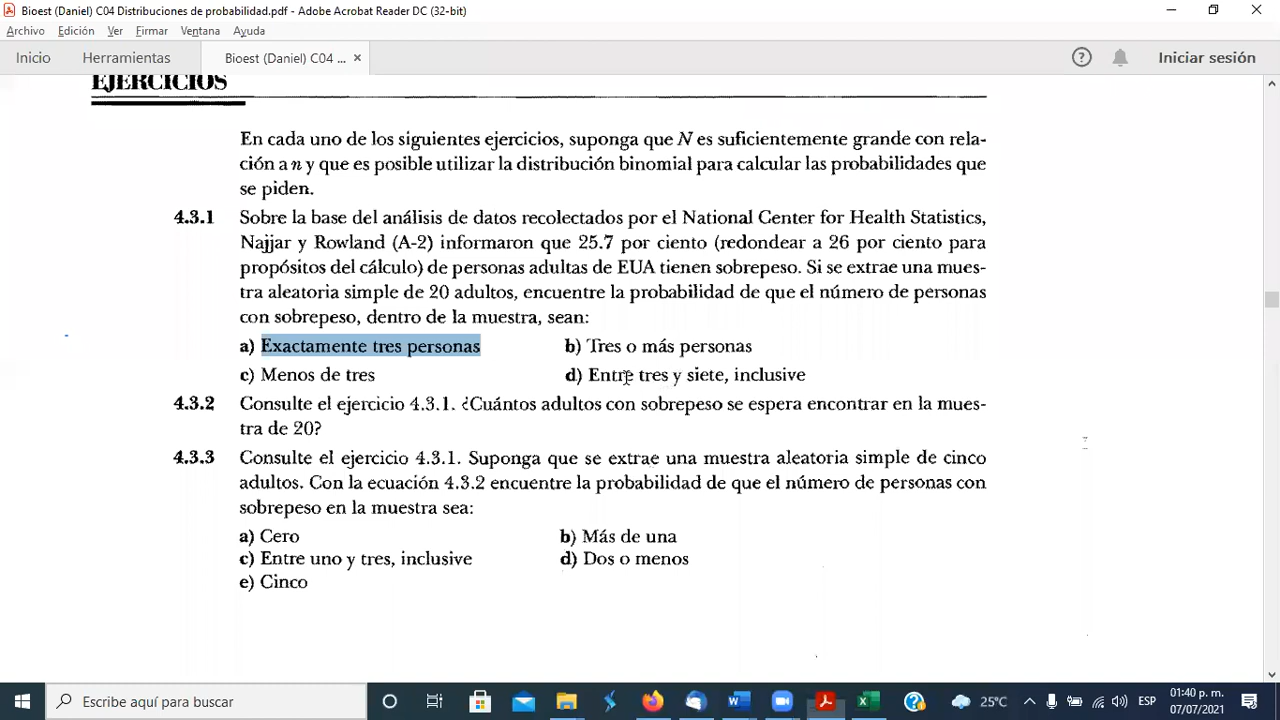 Bioest (Daniel) C04 Distribuciones de probabilidad.pdf - Adobe Acrobat Reader DC (32-bit)
Archivo Edición Ver Firmar Ventana Ayuda
Inicio Herramientas Bioest (Daniel) C04 ... × Iniciar sesión
EJERCICIOS
En cada uno de los siguientes ejercicios, suponga que N es suficientemente grande con rela-
ción a n y que es posible utilizar la distribución binomial para calcular las probabilidades que
se piden.
4.3.1 Sobre la base del análisis de datos recolectados por el National Center for Health Statistics,
Najjar y Rowland (A-2) informaron que 25.7 por ciento (redondear a 26 por ciento para
propósitos del cálculo) de personas adultas de EUA tienen sobrepeso. Si se extrae una mues-
tra aleatoria simple de 20 adultos, encuentre la probabilidad de que el número de personas
con sobrepeso, dentro de la muestra, sean:
a) Exactamente tres personas b) Tres o más personas
c) Menos de tres d) Entre tres y siete, inclusive
4.3.2 Consulte el ejercicio 4.3.1. ¿Cuántos adultos con sobrepeso se espera encontrar en la mues-
tra de 20?
4.3.3 Consulte el ejercicio 4.3.1. Suponga que se extrae una muestra aleatoria simple de cinco
adultos. Con la ecuación 4.3.2 encuentre la probabilidad de que el número de personas con
sobrepeso en la muestra sea:
a) Cero b) Más de una
c) Entre uno y tres, inclusive d) Dos o menos
e) Cinco
Escribe aquí para buscar 25°C ESP 01:40 p. m.
07/07/2021